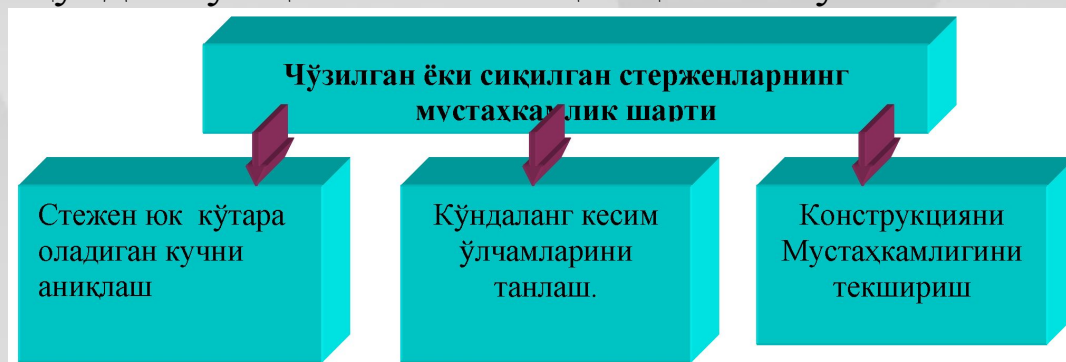 Чўзилган ёки сиқилган стерженларнинг
мустаҳкамлик шарти
Стежен юк кўтара
оладиган кучни
аниқлаш
Кўндаланг кесим
ўлчамларини
танлаш.
Конструкцияни
Мустаҳкамлигини
текшириш